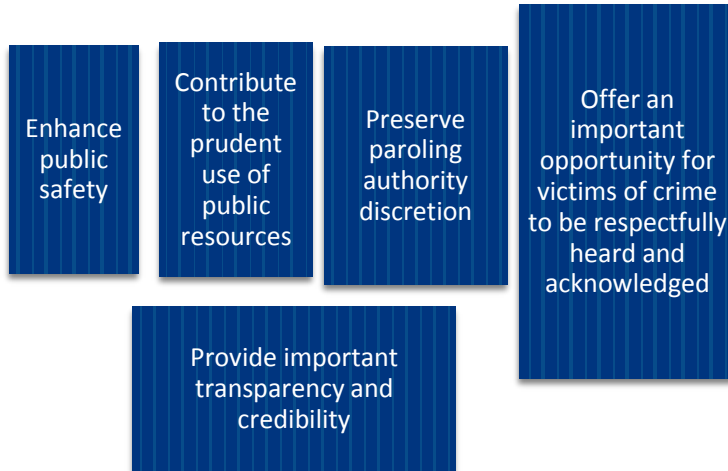 Enhance
public
safety
Contribute
to the
prudent
use of
public
resources
Preserve
paroling
authority
discretion
Offer an
important
opportunity for
victims of crime
to be respectfully
heard and
acknowledged
Provide important
transparency and
credibility